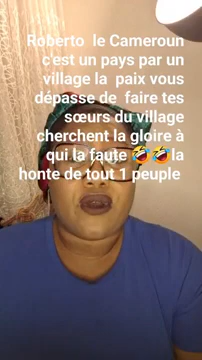 Roberto le Cameroun
c'est un pays par un
village la paix vous
dépasse de faire tes
sœurs du village
cherchent la gloire à
qui la faute 🤣🤣la
honte de tout 1 peuple